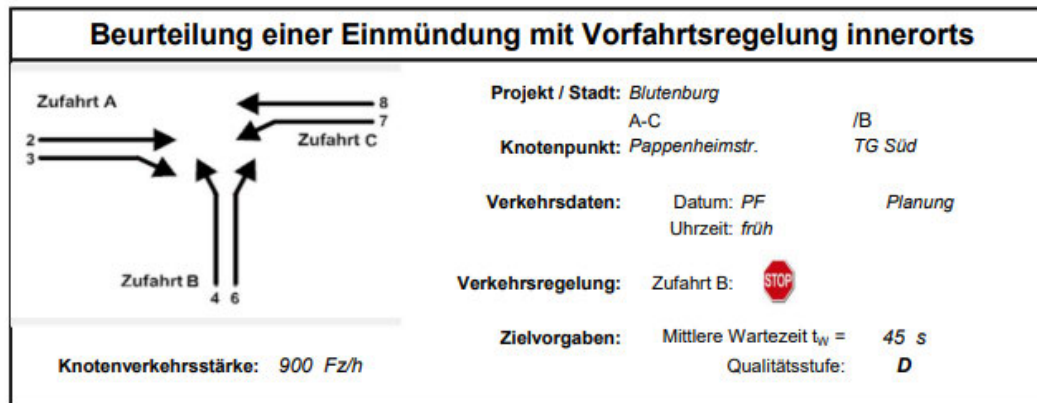 Beurteilung einer Einmündung mit Vorfahrtsregelung innerorts
Zufahrt A
8
7
Zufahrt C
2
3
Zufahrt B
4 6
Knotenverkehrsstärke: 900 Fz/h
Projekt / Stadt: Blutenburg
A-C /B
Knotenpunkt: Pappenheimstr. TG Süd
Verkehrsdaten: Datum: PF Planung
Uhrzeit: früh
Verkehrsregelung: Zufahrt B: STOP
Zielvorgaben: Mittlere Wartezeit tw = 45 s
Qualitätsstufe: D